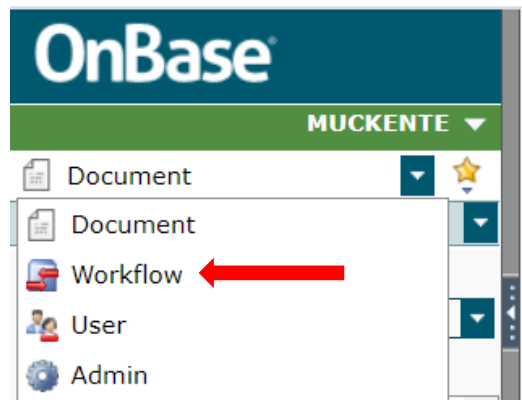 OnBase
MUCKENTE
Document
Document
Workflow
User
Admin